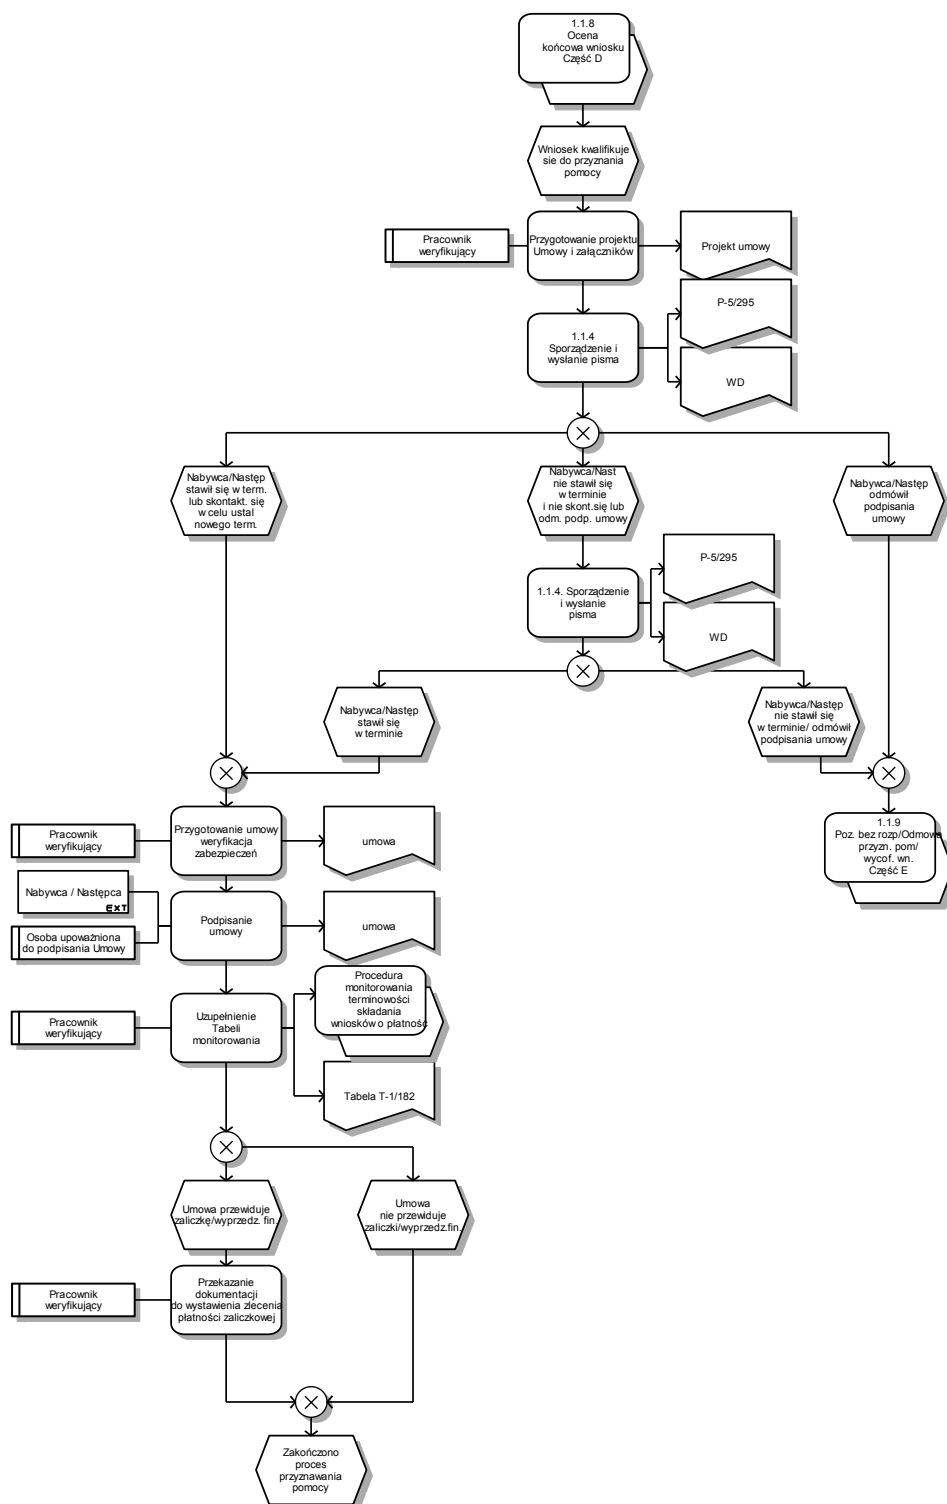 1.1.8
Ocena
końcowa wniosku
Część D
Wniosek kwalifikuje
sie do przyznania
pomocy
Pracownik
weryfikujący
Przygotowanie projektu
Umowy i załączników
Projekt umowy
1.1.4
Sporządzenie i
wysłanie pisma
P-5/295
WD
Nabywca/Następ
stawił się w term.
lub skontakt. się
w celu ustal
nowego term.
Nabywca/Nast
nie stawił się
w terminie
i nie skont.się lub
odm. podp. umowy
Nabywca/Następ
odmówił
podpisania
umowy
1.1.4. Sporządzenie
i wysłanie
pisma
P-5/295
WD
Nabywca/Następ
stawił się
w terminie
Nabywca/Następ
nie stawił się
w terminie/ odmówił
podpisania umowy
1.1.9
Poz. bez rozp/Odmowa
przyzn. pom/
wycof. wn.
Część E
Pracownik
weryfikujący
Przygotowanie umowy
weryfikacja
zabezpieczeń
umowa
Nabywca / Następca
EXT
Osoba upoważniona
do podpisania Umowy
Podpisanie
umowy
umowa
Pracownik
weryfikujący
Uzupełnienie
Tabeli
monitorowania
Procedura
monitorowania
terminowości
składania
wniosków o płatność
Tabela T-1/182
Umowa przewiduje
zaliczkę/wyprzedz. fin.
Umowa
nie przewiduje
zaliczki/wyprzedz.fin.
Pracownik
weryfikujący
Przekazanie
dokumentacji
do wystawienia zlecenia
płatności zaliczkowej
Zakończono
proces
przyznawania
pomocy